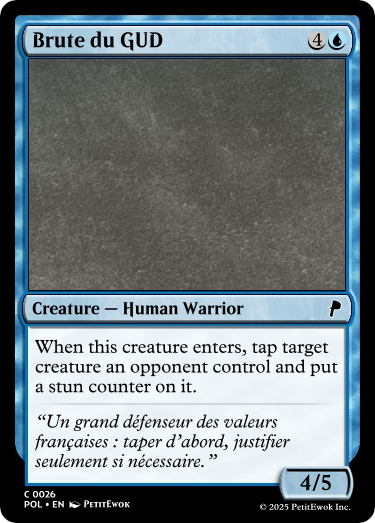 Brute du GUD 4
Creature — Human Warrior
When this creature enters, tap target
creature an opponent control and put
a stun counter on it.
“Un grand défenseur des valeurs
françaises : taper d’abord, justifier
seulement si nécessaire.”
4/5
C 0026
POL • EN PetitEwok
© 2025 PetitEwok Inc.